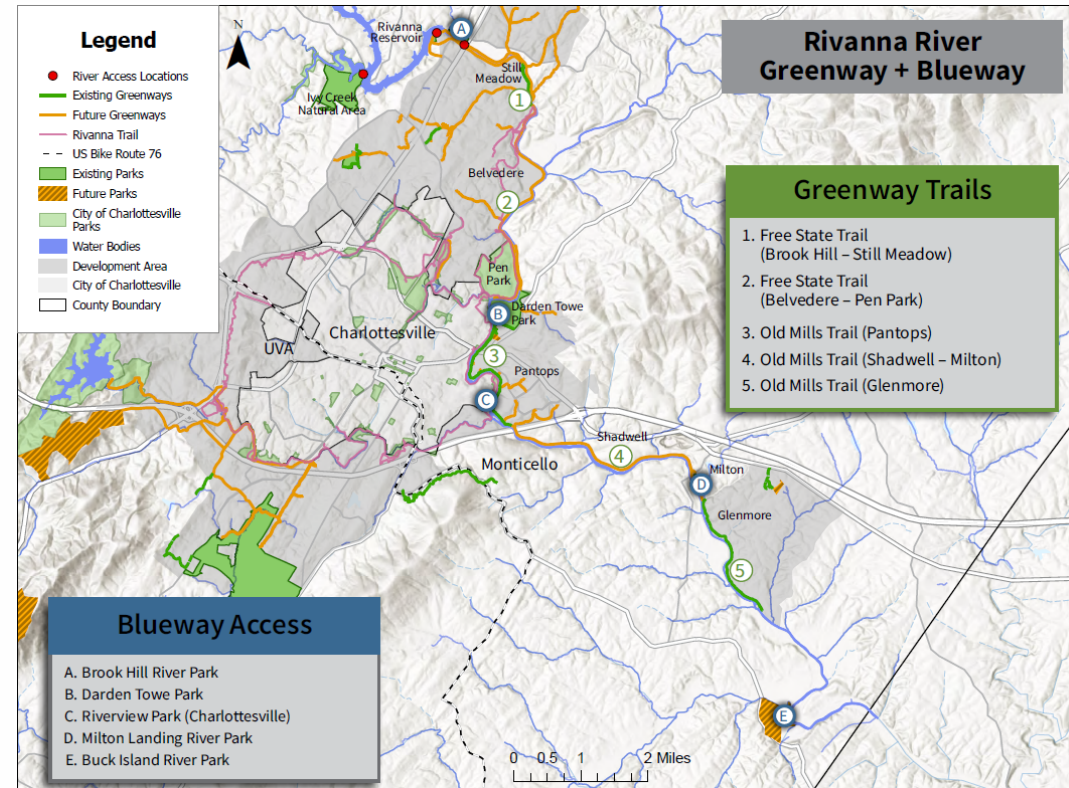 Legend
River Access Locations
Existing Greenways
Future Greenways
Rivanna Trail
US Bike Route 76
Existing Parks
Future Parks
City of Charlottesville
Parks
Water Bodies
Development Area
City of Charlottesville
County Boundary
N
Rivanna River
Greenway + Blueway
Greenway Trails
1. Free State Trail
(Brook Hill – Still Meadow)
2. Free State Trail
(Belvedere – Pen Park)
3. Old Mills Trail (Pantops)
4. Old Mills Trail (Shadwell – Milton)
5. Old Mills Trail (Glenmore)
Rivanna
Reservoir
A
Still
Meadow
1
Ivy Creek
Natural Area
Belvedere
2
Pen
Park
Darden Towe
Park
B
Charlottesville
UVA
3
Pantops
C
Shadwell
4
Monticello
Milton
D
Glenmore
5
E
Blueway Access
A. Brook Hill River Park
B. Darden Towe Park
C. Riverview Park (Charlottesville)
D. Milton Landing River Park
E. Buck Island River Park
0 0.5 1 2 Miles